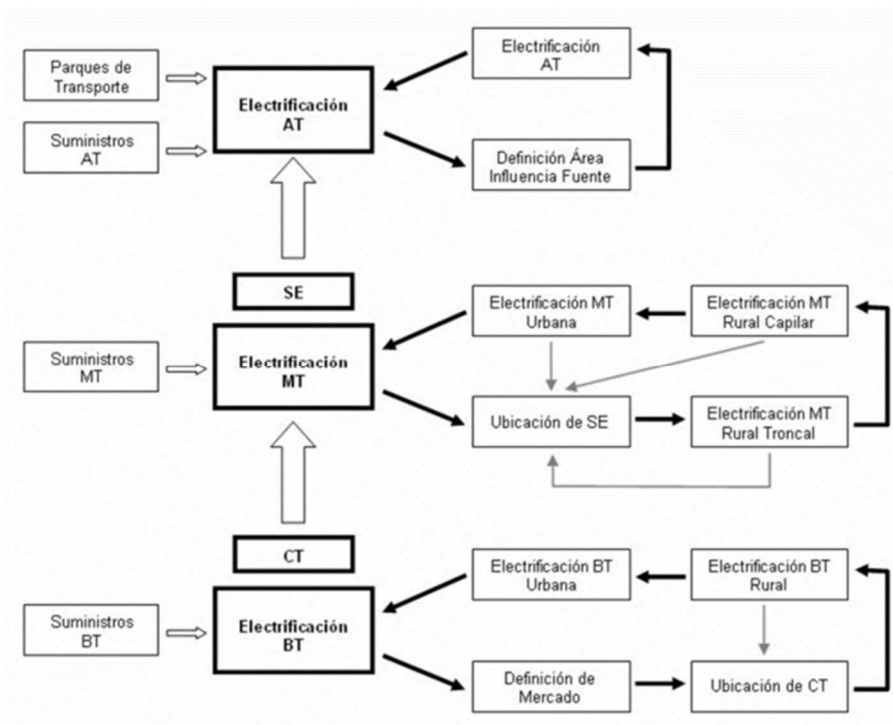 Parques de
Transporte
Suministros
AT
Electrificación
AT
Electrificación
AT
Definición Área
Influencia Fuente
SE
Suministros
MT
Electrificación
MT
Electrificación MT
Urbana
Electrificación MT
Rural Capilar
Ubicación de SE
Electrificación MT
Rural Troncal
CT
Suministros
BT
Electrificación
BT
Electrificación BT
Urbana
Electrificación BT
Rural
Definición de
Mercado
Ubicación de CT